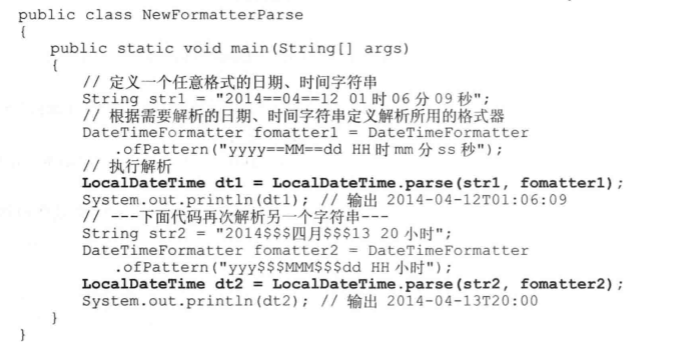 public class NewFormatterParse
{
public static void main(String[] args)
{
// 定义一个任意格式的日期、时间字符串
String str1 = "2014==04==12 01时06分09秒";
// 根据需要解析的日期、时间字符串定义解析所用的格式器
DateTimeFormatter fomatter1 = DateTimeFormatter
.ofPattern("yyyy==MM==dd HH时mm分ss秒");
// 执行解析
LocalDateTime dt1 = LocalDateTime.parse(str1, fomatter1);
System.out.println(dt1); // 输出 2014-04-12T01:06:09
// ---下面代码再次解析另一个字符串---
String str2 = "2014$$$四月$$$13 20小时";
DateTimeFormatter fomatter2 = DateTimeFormatter
.ofPattern("yyy$$$MMM$$$dd HH小时");
LocalDateTime dt2 = LocalDateTime.parse(str2, fomatter2);
System.out.println(dt2); // 输出 2014-04-13T20:00
}
}